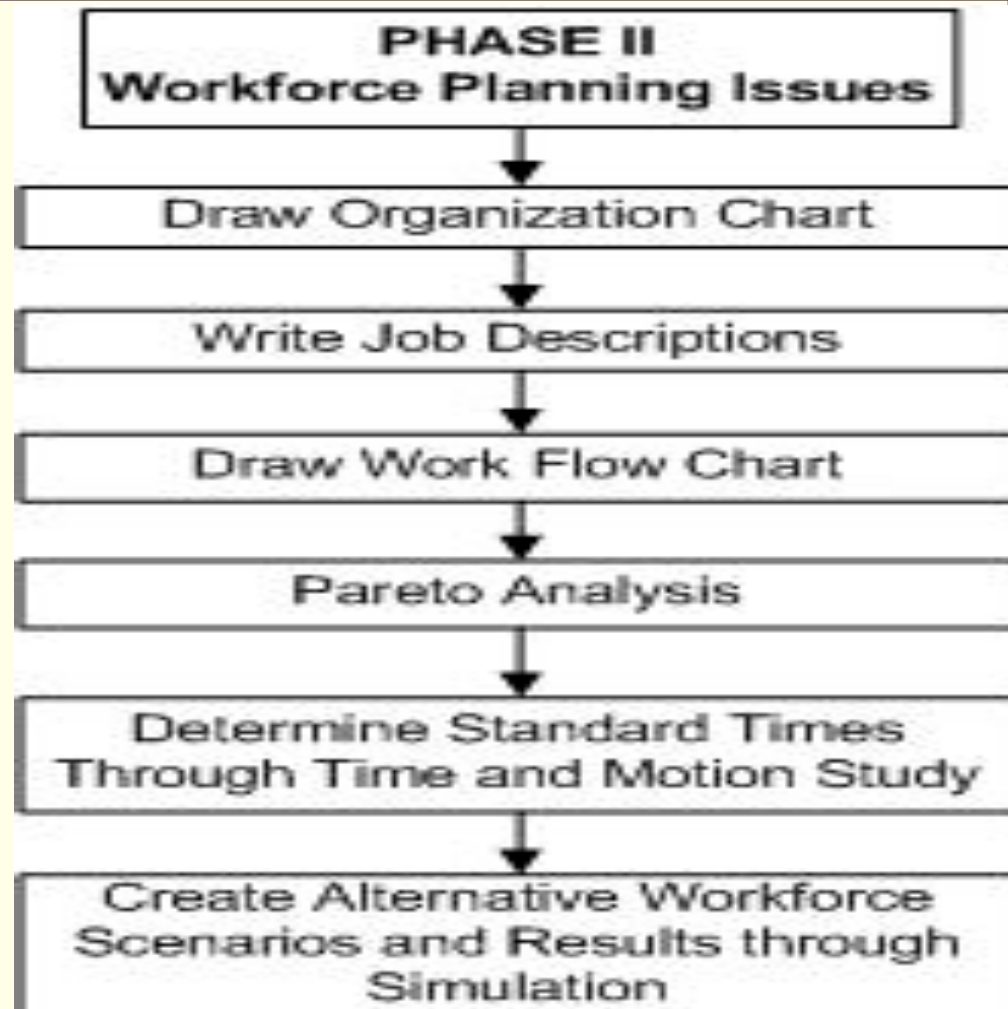 PHASE II
Workforce Planning Issues
Draw Organization Chart
Write Job Descriptions
Draw Work Flow Chart
Pareto Analysis
Determine Standard Times
Through Time and Motion Study
Create Alternative Workforce
Scenarios and Results through
Simulation